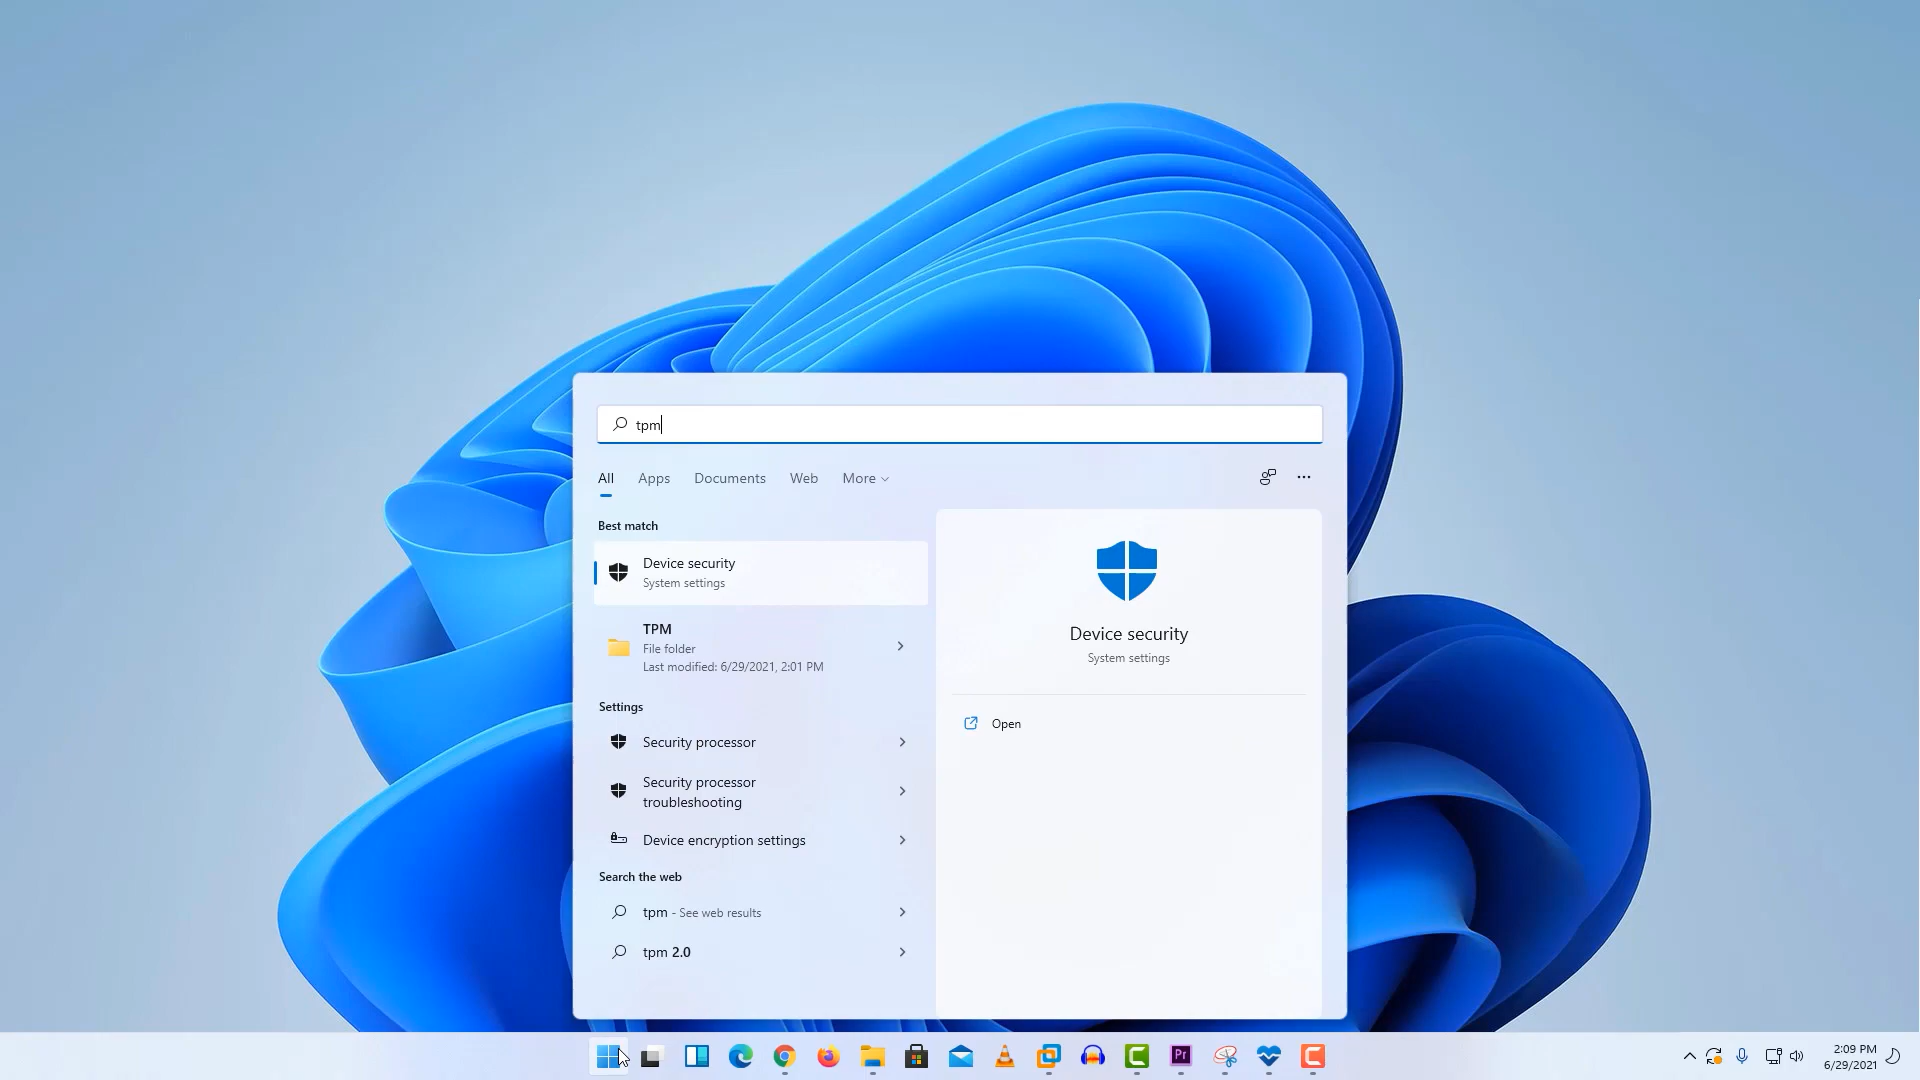 tpm
All Apps Documents Web More
Best match
Device security
System settings
TPM
File folder
Last modified: 6/29/2021, 2:01 PM
Settings
Security processor
Security processor
troubleshooting
Device encryption settings
Search the web
tpm - See web results
tpm 2.0
Device security
System settings
Open
Pr
2:09 PM
6/29/2021